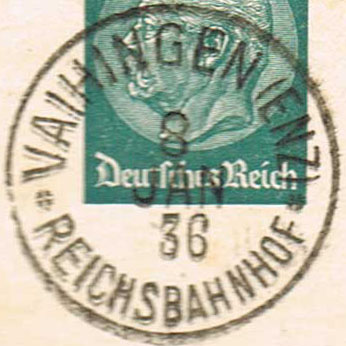 VAIHINGEN (ENZ)
8
Deutsches Reich
JAN
36
* REICHSBAHNHOF *